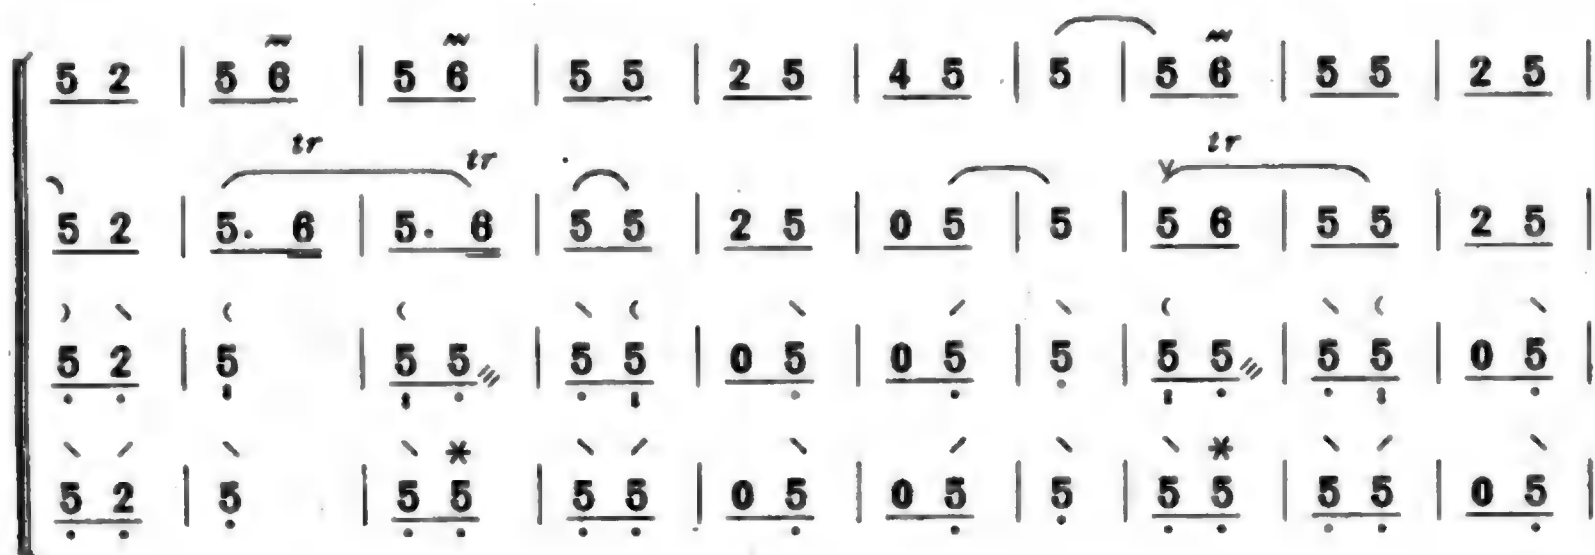 5 2 | 5 6 | 5 6 | 5 5 | 2 5 | 4 5 | 5 | 5 6 | 5 5 | 2 5 |
tr tr tr
5 2 | 5. 6 | 5. 6 | 5 5 | 2 5 | 0 5 | 5 | 5 6 | 5 5 | 2 5 |
5 2 | 5 | 5 5 | 5 5 | 0 5 | 0 5 | 5 | 5 5 | 5 5 | 0 5 |
5 2 | 5 | 5 5 | 5 5 | 0 5 | 0 5 | 5 | 5 5 | 5 5 | 0 5 |